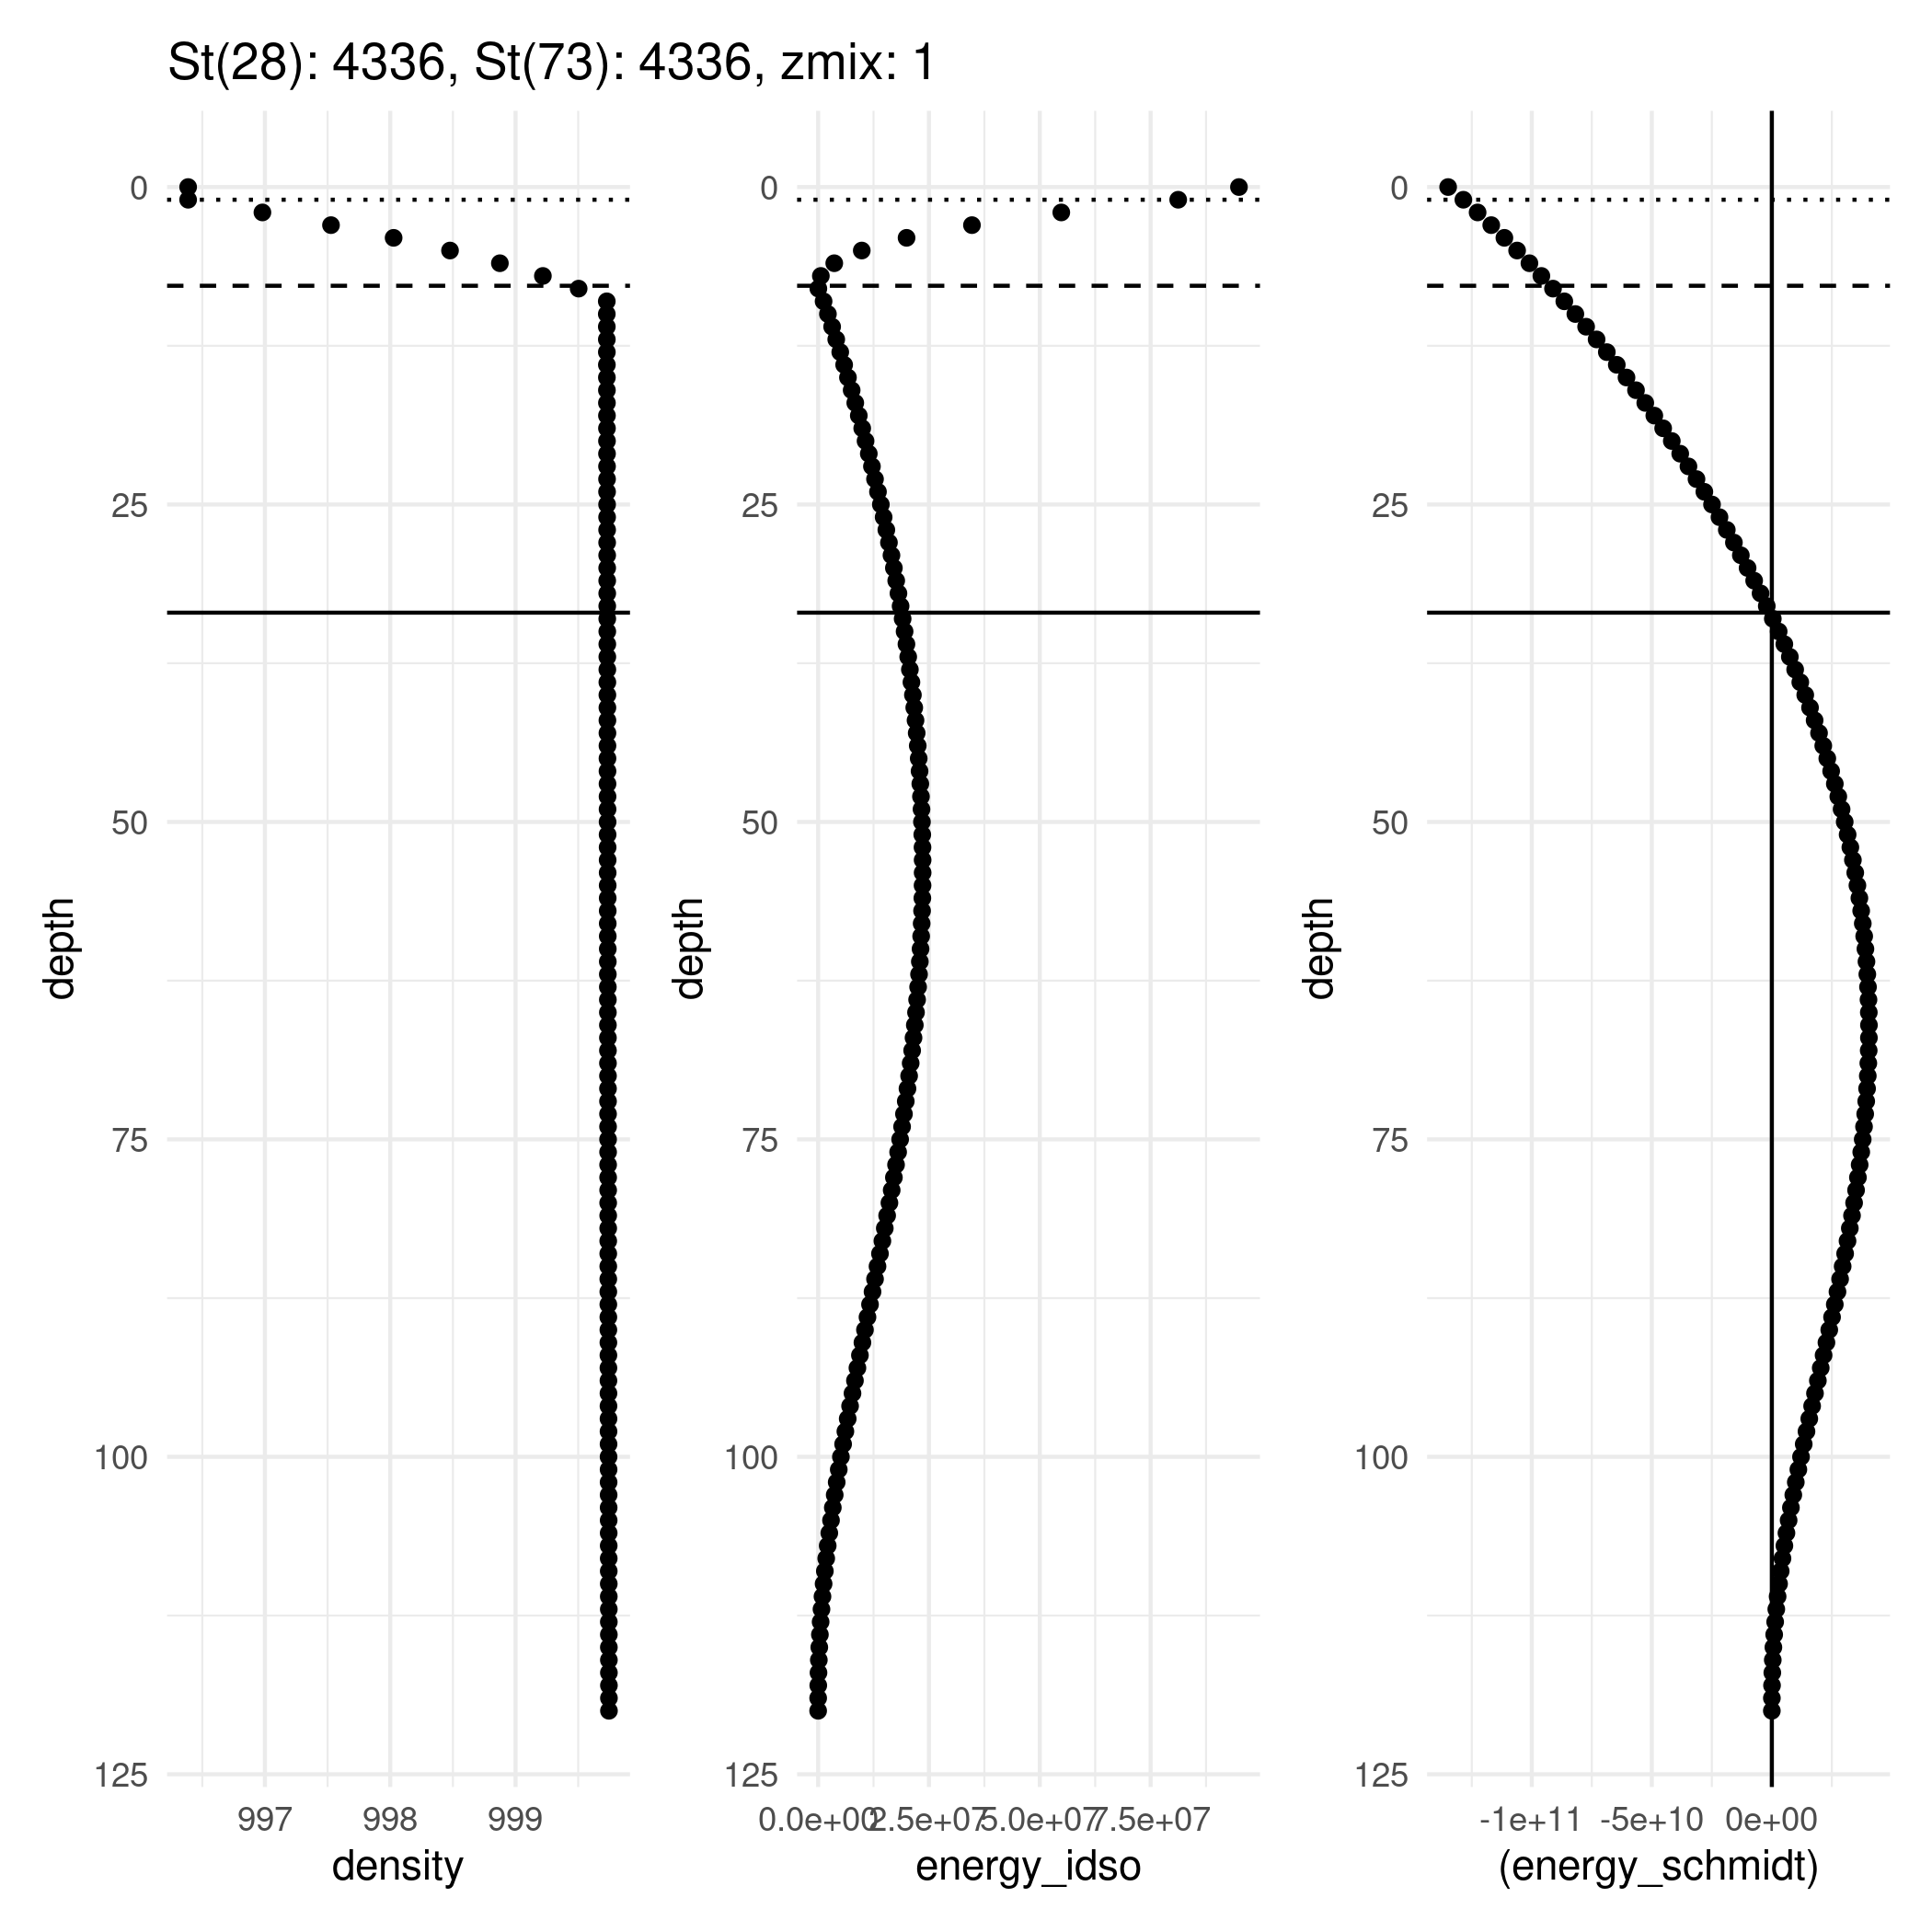 St(28): 4336, St(73): 4336, zmix: 1
0
25
50
75
100
125
depth
997 998 999
density
0
25
50
75
100
125
depth
0.0e+00 2.5e+07 5.0e+07 7.5e+07
energy_idso
0
25
50
75
100
125
depth
-1e+11 -5e+10 0e+00
(energy_schmidt)